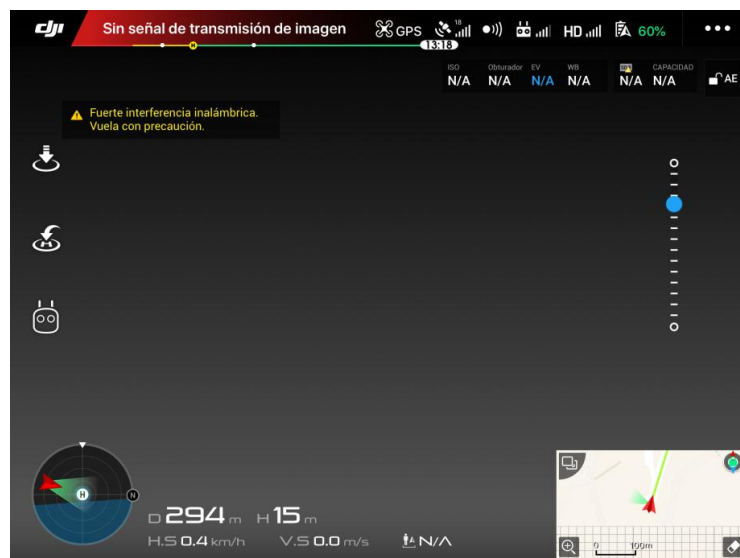 dji Sin señal de transmisión de imagen GPS 18 HD 60%
H 13:18
ISO N/A Obturador N/A EV N/A WB N/A N/A CAPACIDAD N/A AE
Fuerte interferencia inalámbrica.
Vuela con precaución.
H
N
D 294 m H 15 m
H.S 0.4 km/h V.S 0.0 m/s N/A
0 100m